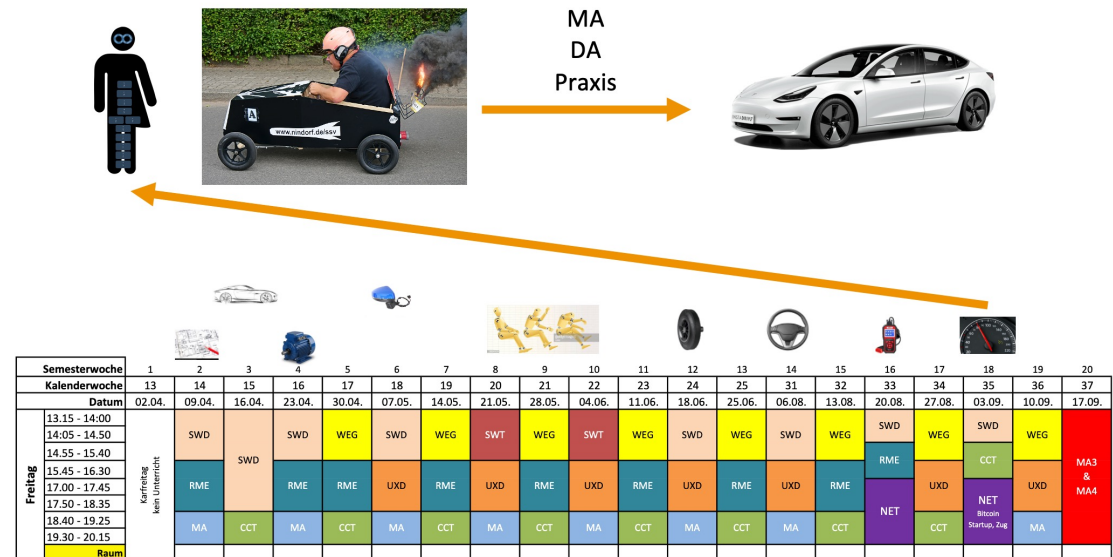 MA
DA
Praxis
A
www.nindorf.de/ssv
Semesterwoche 1 2 3 4 5 6 7 8 9 10 11 12 13 14 15 16 17 18 19 20
Kalenderwoche 13 14 15 16 17 18 19 20 21 22 23 24 25 31 32 33 34 35 36 37
Datum 02.04. 09.04. 16.04. 23.04. 30.04. 07.05. 14.05. 21.05. 28.05. 04.06. 11.06. 18.06. 25.06. 06.08. 13.08. 20.08. 27.08. 03.09. 10.09. 17.09.
Freitag
13.15 - 14:00
14:05 - 14.50
14.55 - 15.40
15.45 - 16.30
17.00 - 17.45
17.50 - 18.35
18.40 - 19.25
19.30 - 20.15
Raum
Karfreitag
kein Unterricht
SWD SWD SWD WEG SWD WEG SWT WEG SWT WEG SWD WEG SWD WEG SWD WEG SWD WEG
RME RME RME UXD RME UXD RME UXD RME UXD RME UXD RME RME UXD CCT UXD
MA CCT MA CCT MA CCT MA CCT MA CCT MA CCT MA CCT NET CCT NET MA
Bitcoin
Startup, Zug
MA3
&
MA4